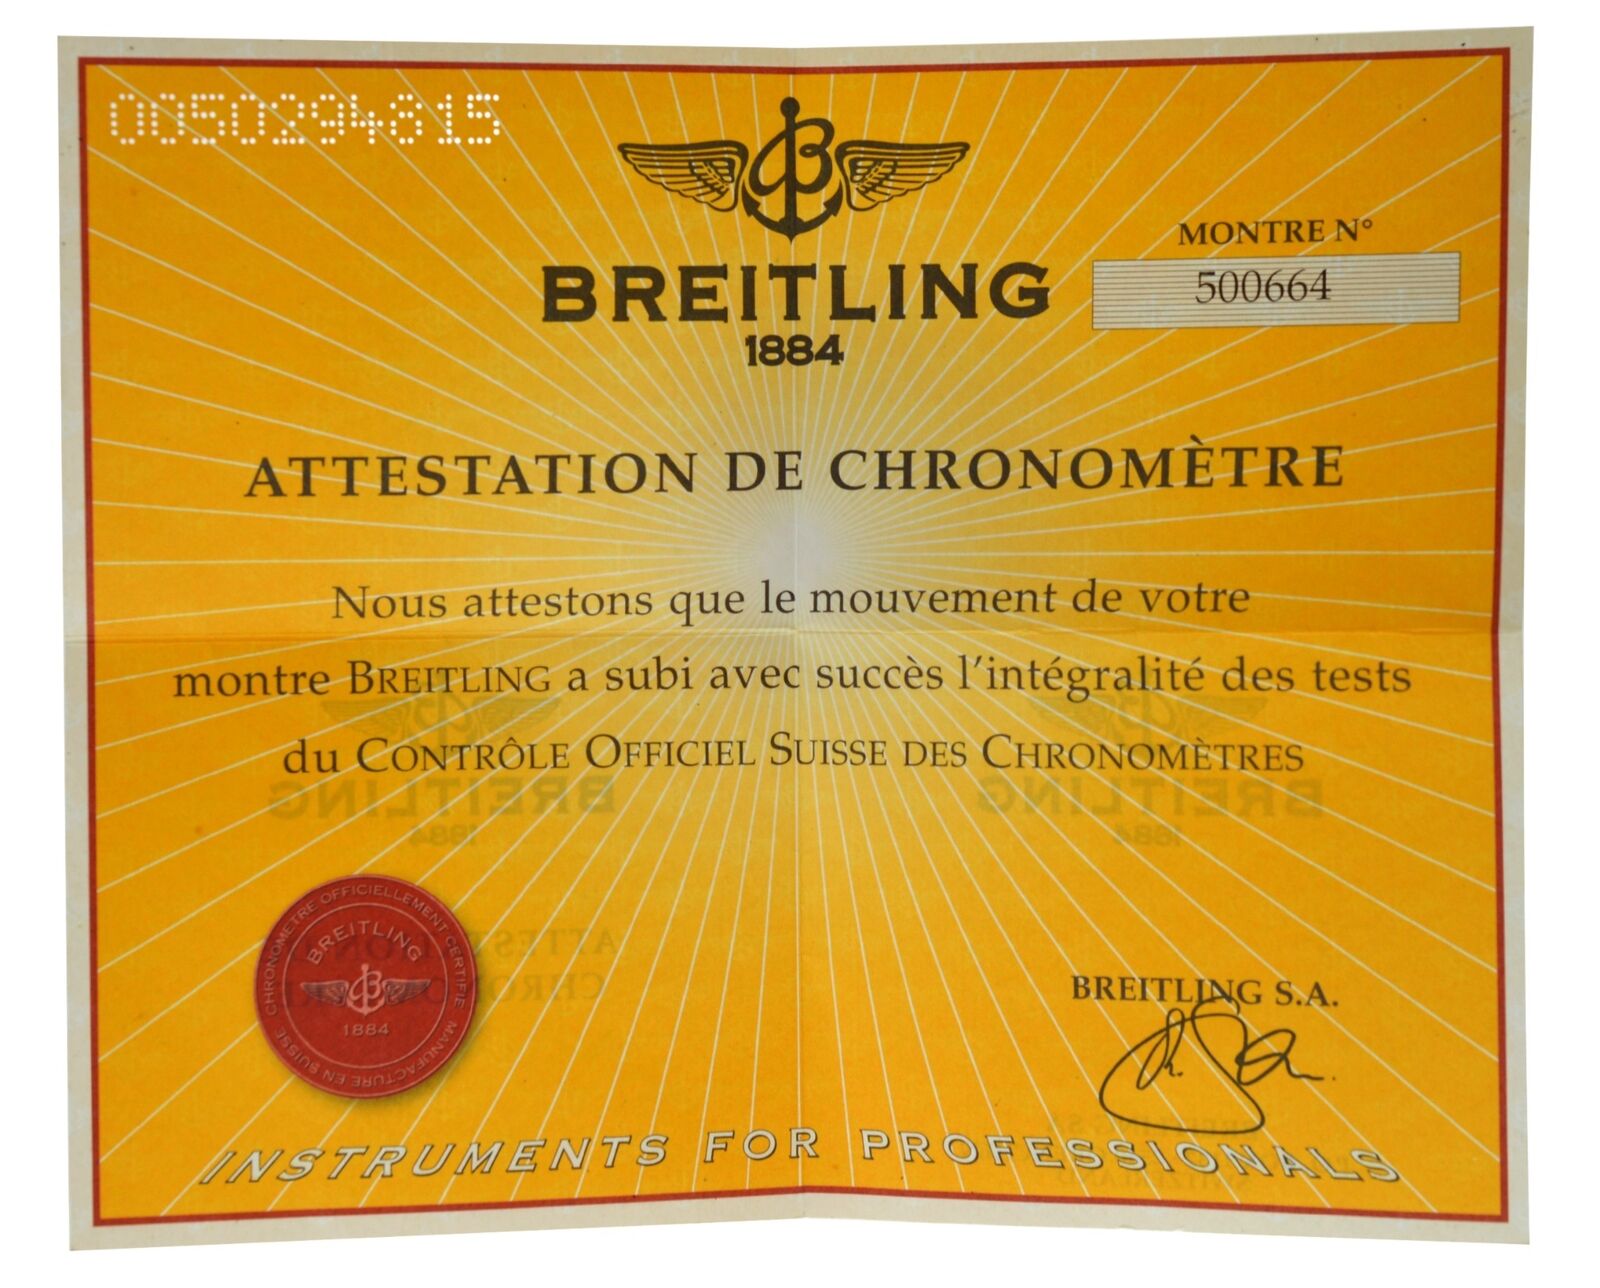 0050294815
BREITLING
1884
MONTRE N°
500664
ATTESTATION DE CHRONOMÈTRE
Nous attestons que le mouvement de votre
montre BREITLING a subi avec succès l'intégralité des tests
du CONTRÔLE OFFICIEL SUISSE DES CHRONOMÈTRES
CHRONOMETRE OFFICIELLEMENT CERTIFIE MANUFACTURE EN SUISSE
BREITLING
1884
BREITLING S.A.
INSTRUMENTS FOR PROFESSIONALS